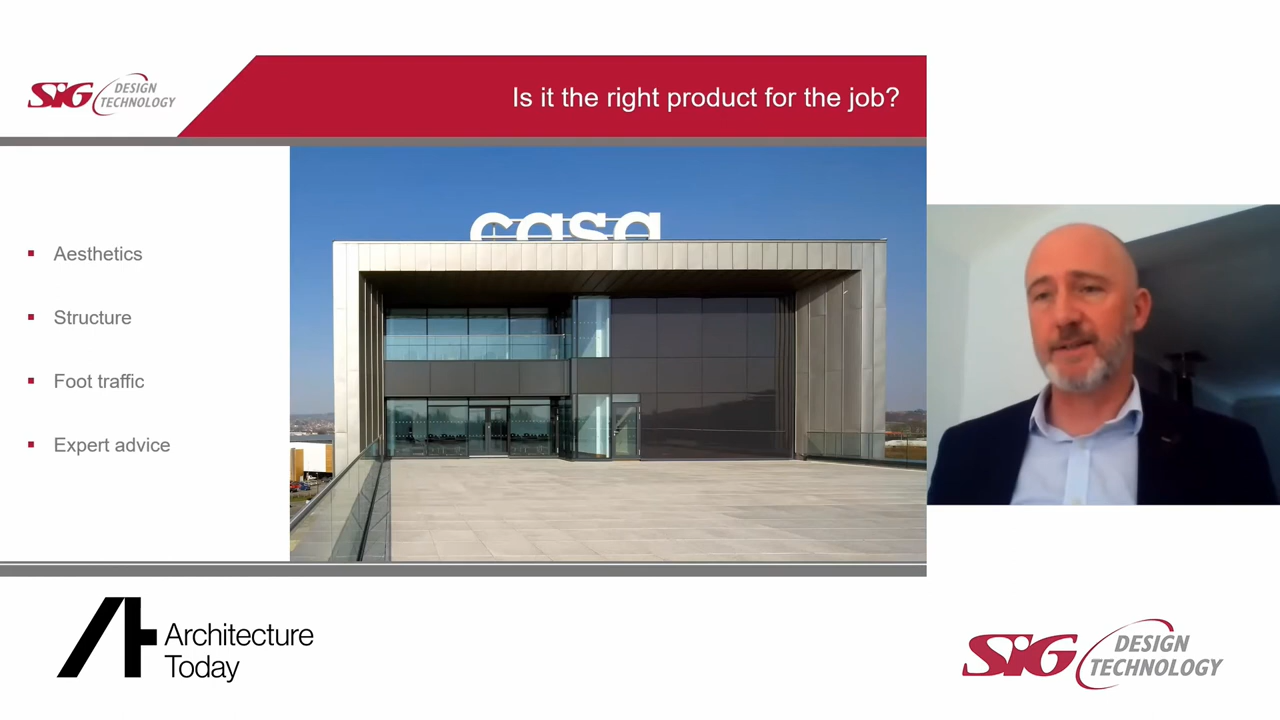 SIG DESIGN
TECHNOLOGY
Is it the right product for the job?
Aesthetics
Structure
Foot traffic
Expert advice
casa
Architecture
Today
SIG DESIGN
TECHNOLOGY